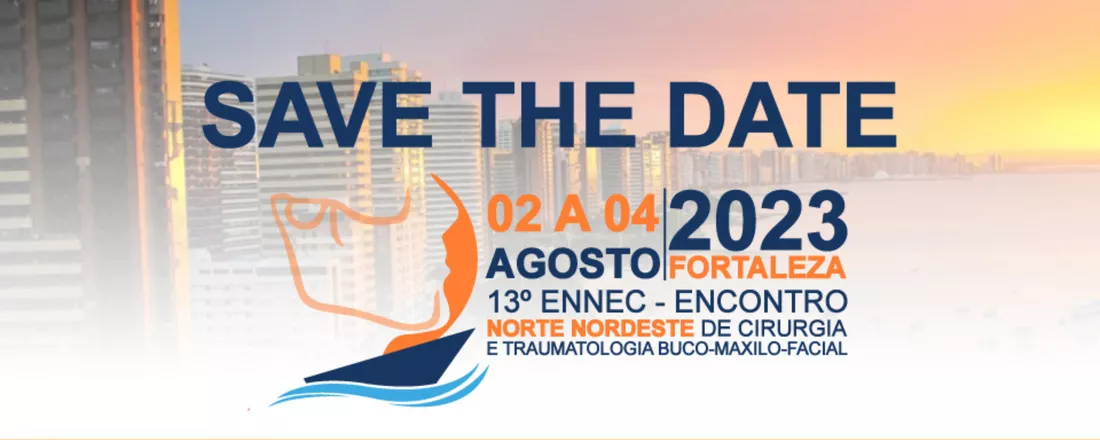 SAVE THE DATE
02 A 04
AGOSTO
2023
FORTALEZA
13º ENNEC - ENCONTRO
NORTE NORDESTE DE CIRURGIA
E TRAUMATOLOGIA BUCO-MAXILO-FACIAL